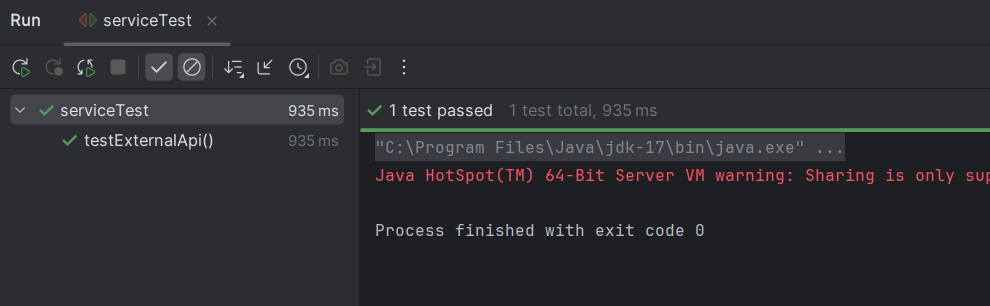 Run serviceTest
serviceTest 935 ms
testExternalApi() 935 ms
1 test passed 1 test total, 935 ms
"C:\Program Files\Java\jdk-17\bin\java.exe" ...
Java HotSpot(TM) 64-Bit Server VM warning: Sharing is only sup
Process finished with exit code 0